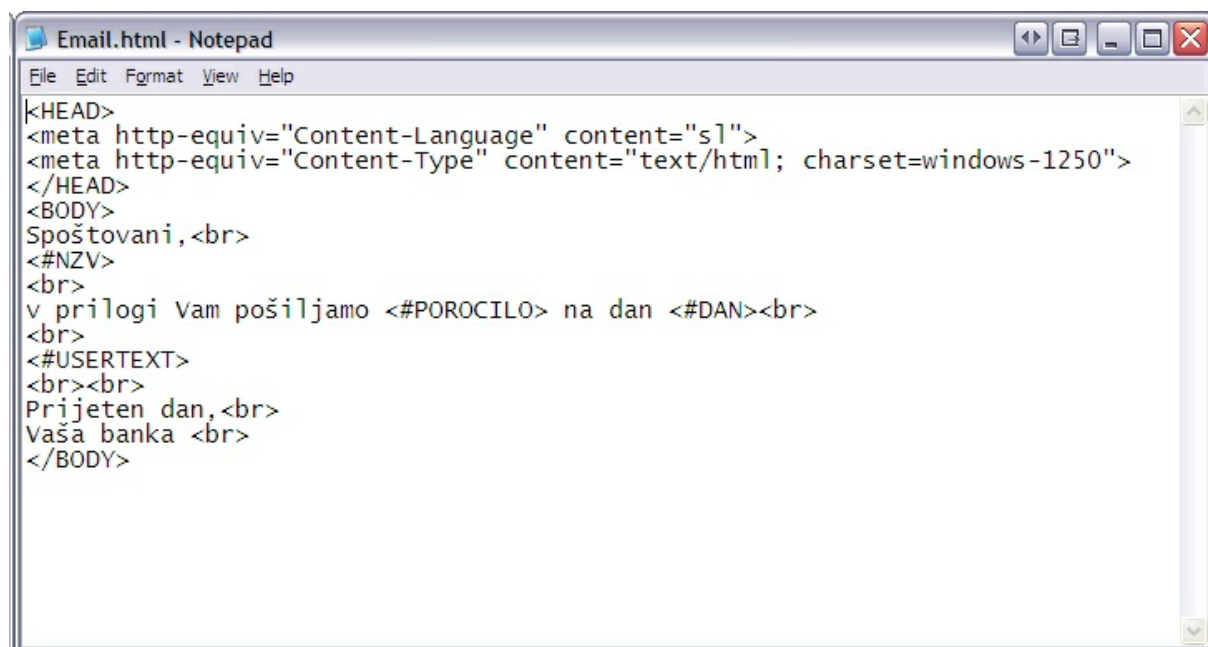 Email.html - Notepad
File Edit Format View Help
<HEAD>
<meta http-equiv="Content-Language" content="sl">
<meta http-equiv="Content-Type" content="text/html; charset=windows-1250">
</HEAD>
<BODY>
Spoštovani,<br>
<#NZV>
<br>
v prilogi Vam pošiljamo <#POROCILO> na dan <#DAN><br>
<br>
<#USERTEXT>
<br><br>
Prijeten dan,<br>
Vaša banka <br>
</BODY>